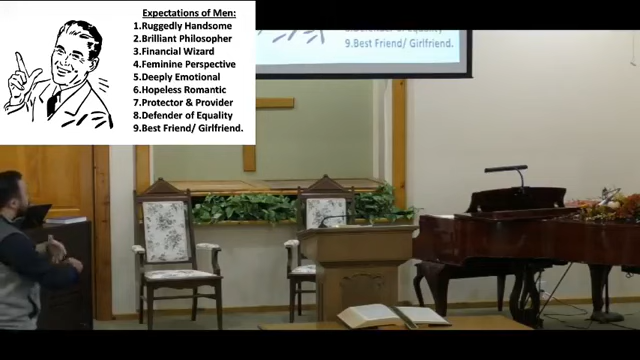 Expectations of Men:
1.Ruggedly Handsome
2.Brilliant Philosopher
3.Financial Wizard
4.Feminine Perspective
5.Deeply Emotional
6.Hopeless Romantic
7.Protector & Provider
8.Defender of Equality
9.Best Friend/ Girlfriend.
9.Best Friend/ Girlfriend.